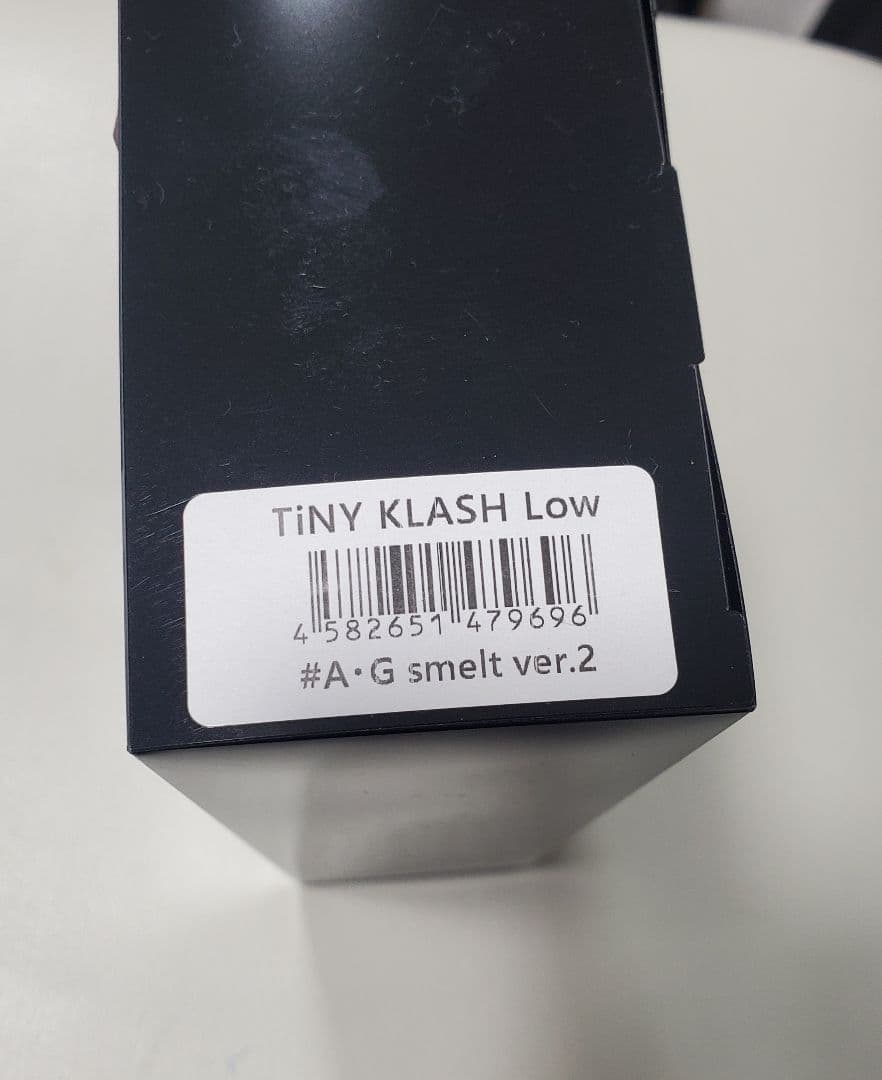 TiNY KLASH Low
4 582651 479696
#A・G smelt ver.2